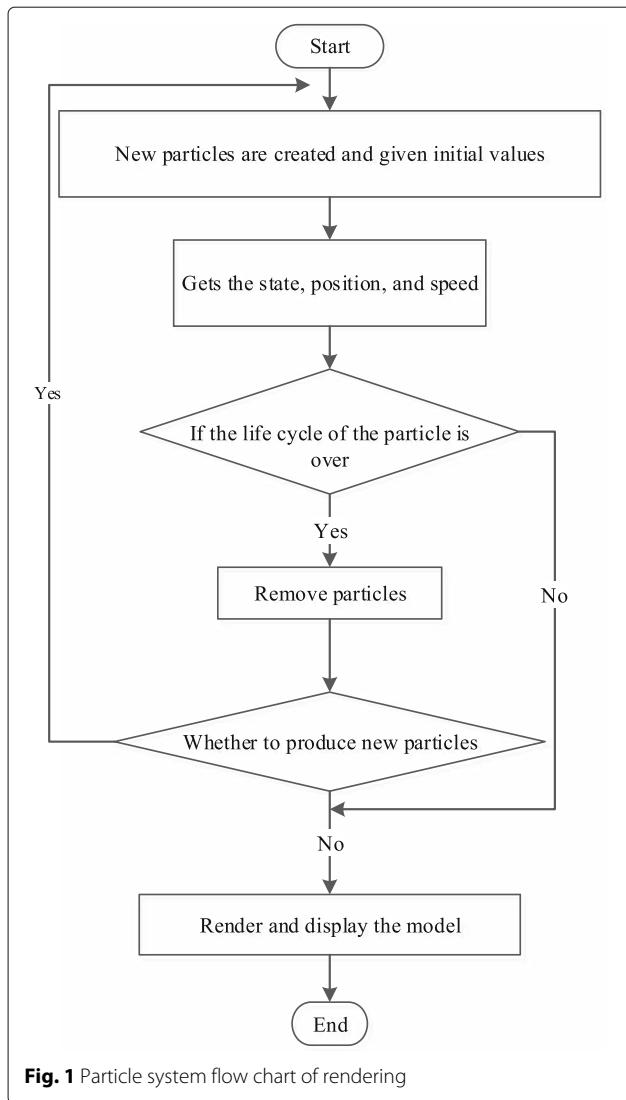 Start
New particles are created and given initial values
Gets the state, position, and speed
Yes
If the life cycle of the particle is
over
Yes
Remove particles
No
Whether to produce new particles
No
Render and display the model
End
Fig. 1 Particle system flow chart of rendering